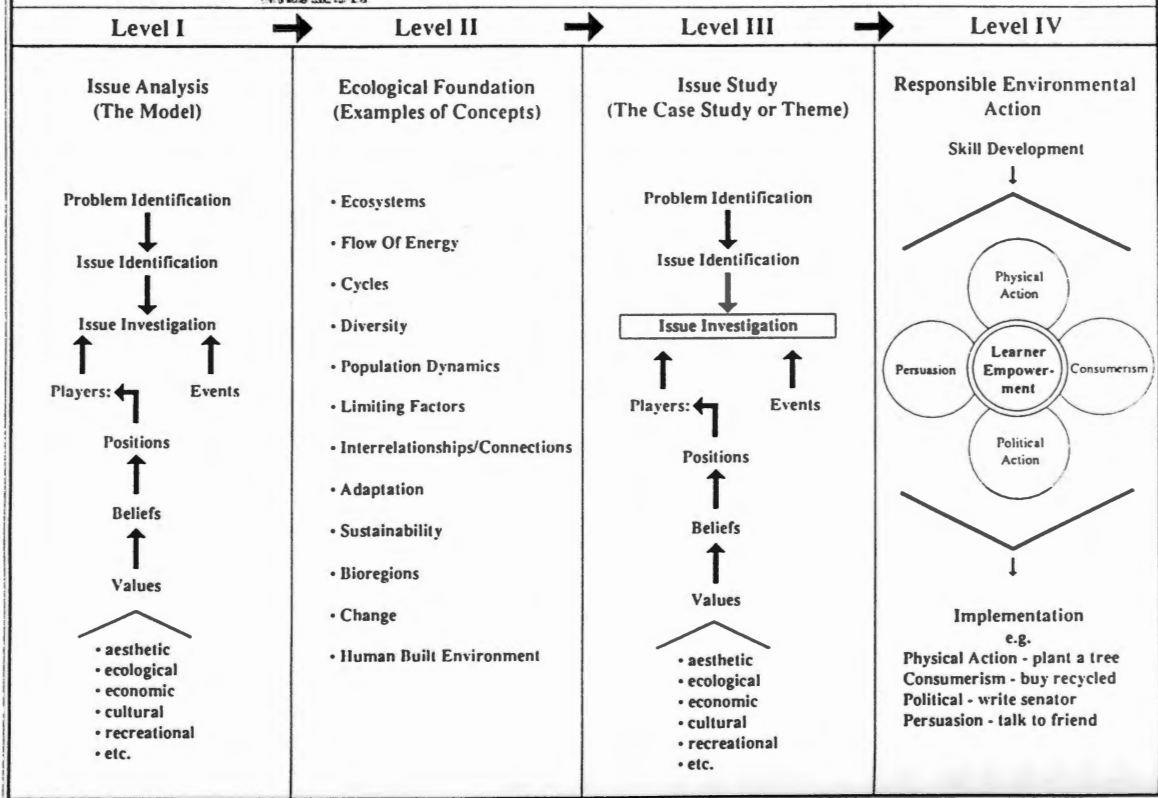 Level I
Level II
Level III
Level IV
Issue Analysis
(The Model)
Problem Identification
Issue Identification
Issue Investigation
Players:
Events
Positions
Beliefs
Values
• aesthetic
• ecological
• economic
• cultural
• recreational
• etc.
Ecological Foundation
(Examples of Concepts)
• Ecosystems
• Flow Of Energy
• Cycles
• Diversity
• Population Dynamics
• Limiting Factors
• Interrelationships/Connections
• Adaptation
• Sustainability
• Bioregions
• Change
• Human Built Environment
Issue Study
(The Case Study or Theme)
Problem Identification
Issue Identification
Issue Investigation
Players:
Events
Positions
Beliefs
Values
• aesthetic
• ecological
• economic
• cultural
• recreational
• etc.
Responsible Environmental
Action
Skill Development
Physical
Action
Persuasion
Learner
Empower-
ment
Consumerism
Political
Action
Implementation
e.g.
Physical Action - plant a tree
Consumerism - buy recycled
Political - write senator
Persuasion - talk to friend